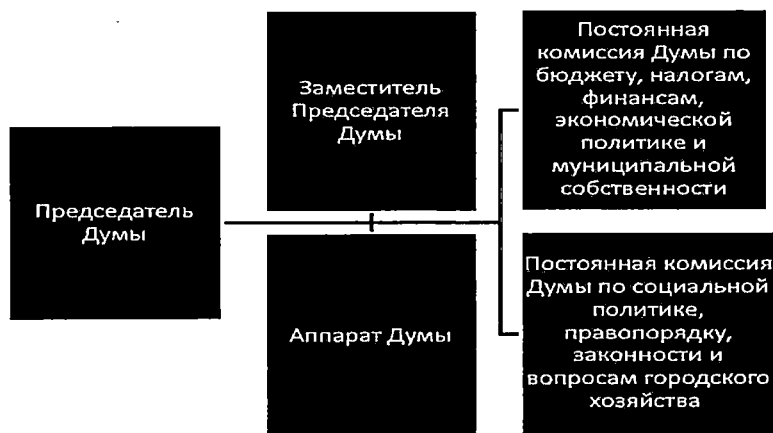 Председатель
Думы
Заместитель
Председателя
Думы
Аппарат Думы
Постоянная
комиссия Думы по
бюджету, налогам,
финансам,
экономической
политике и
муниципальной
собственности
Постоянная комиссия
Думы по социальной
политике,
правопорядку,
законности и
вопросам городского
хозяйства